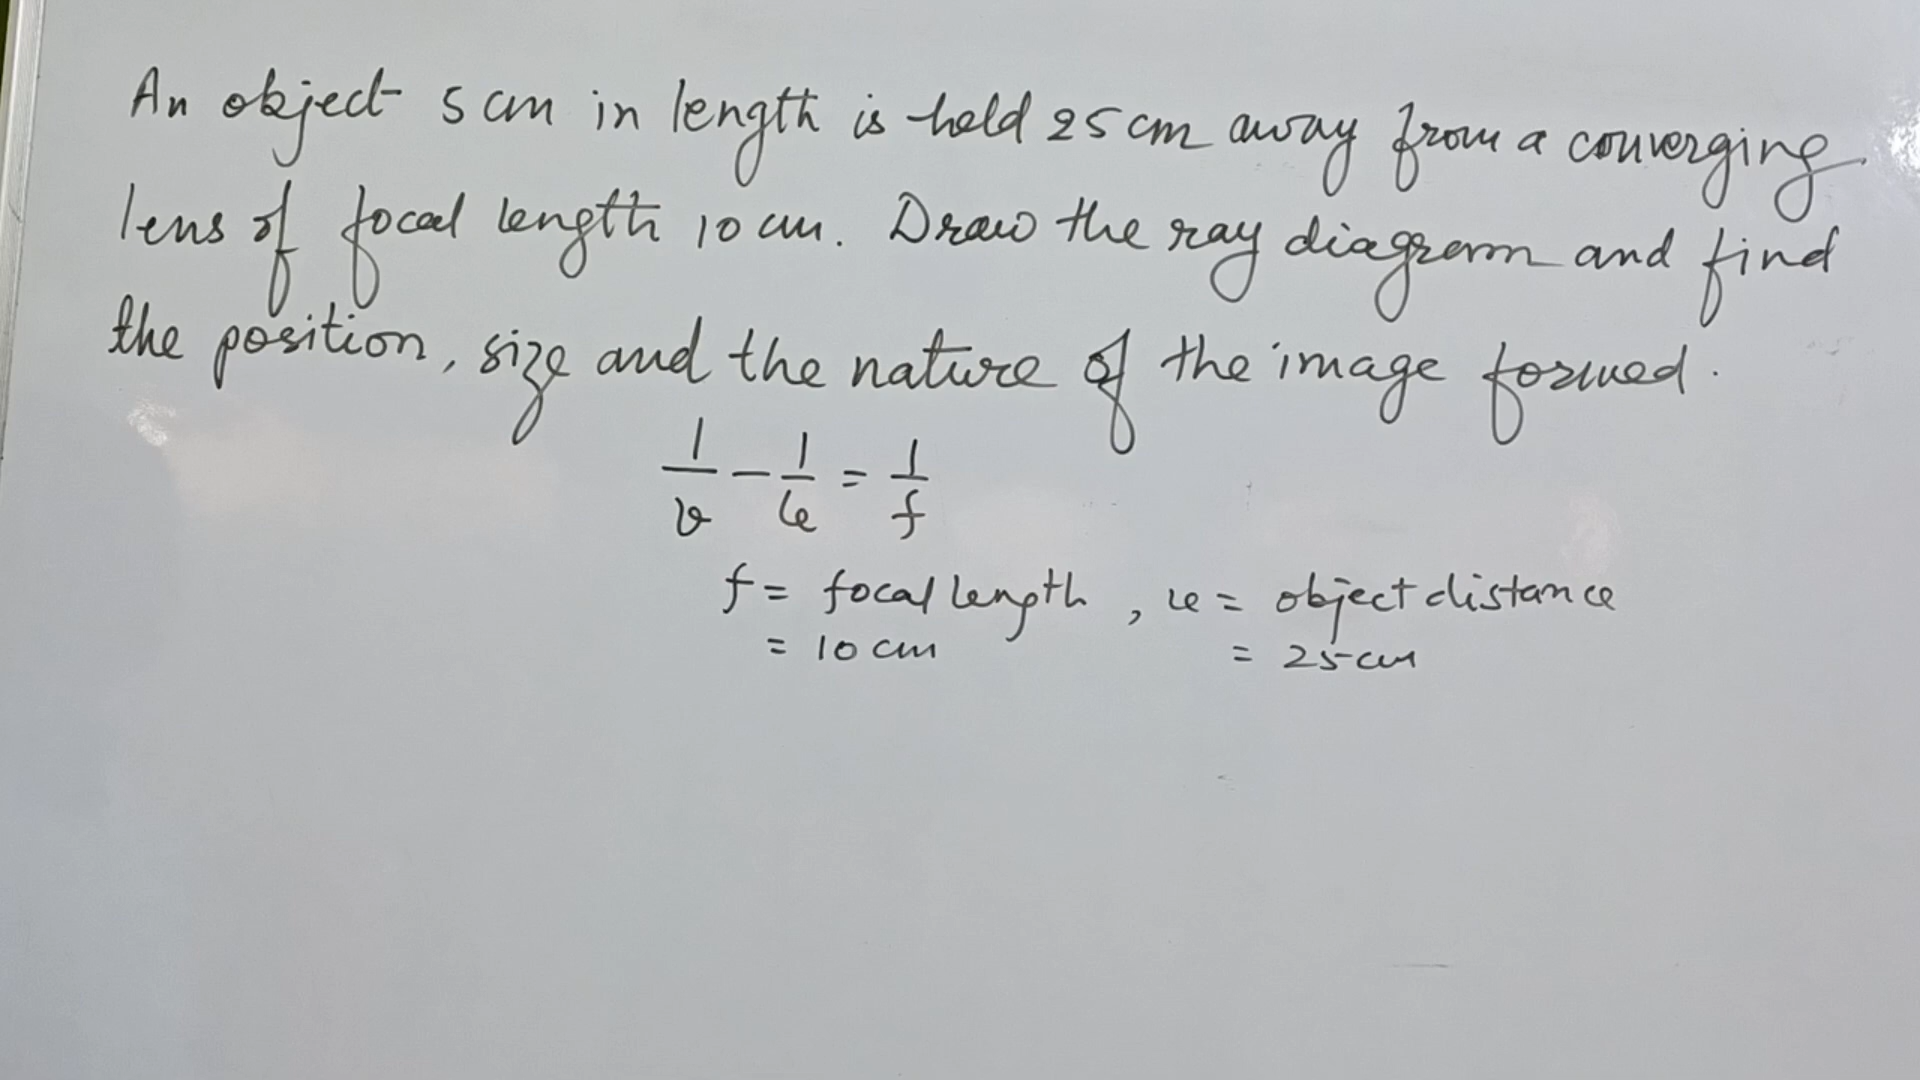 An object 5 cm in length is held 25 cm away from a converging
lens of focal length 10 cm. Draw the ray diagram and find
the position, size and the nature of the image formed.
1/v - 1/u = 1/f
f = focal length , u = object distance
= 10 cm = 25 cm